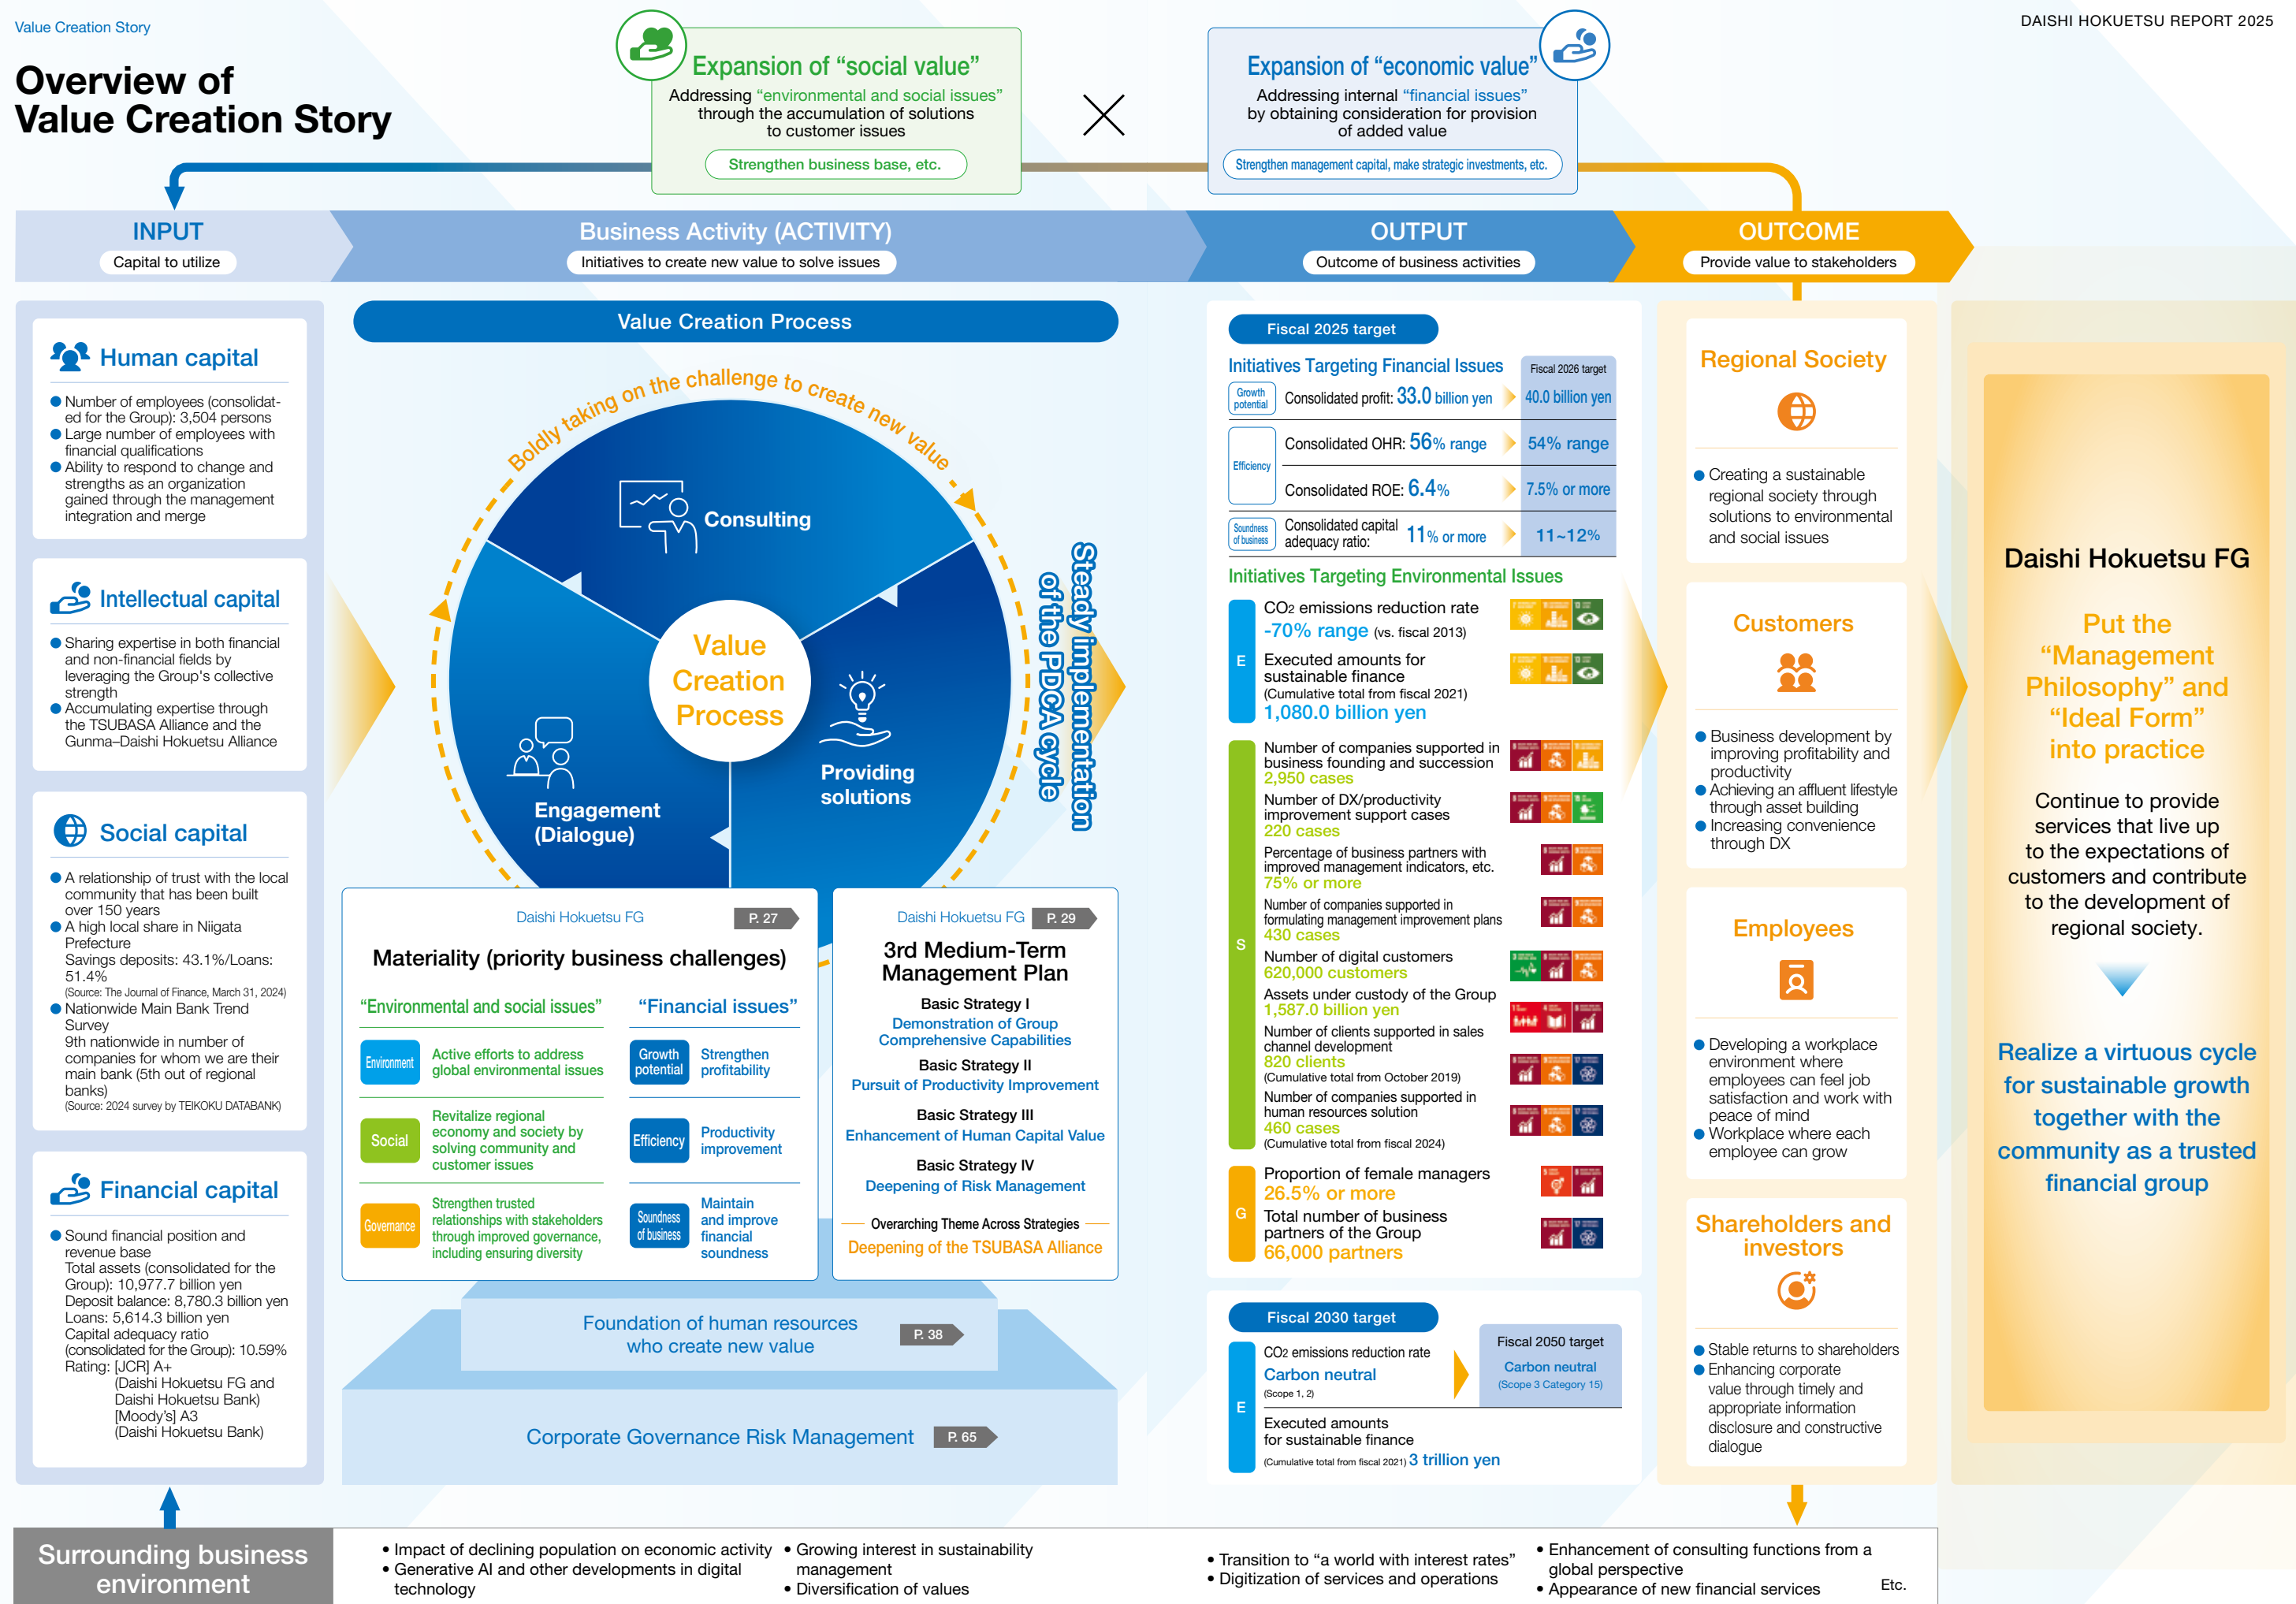 Value Creation Story
DAISHI HOKUETSU REPORT 2025
Overview of
Value Creation Story
Expansion of “social value”
Addressing “environmental and social issues”
through the accumulation of solutions
to customer issues
Strengthen business base, etc.
Expansion of “economic value”
Addressing internal “financial issues”
by obtaining consideration for provision
of added value
Strengthen management capital, make strategic investments, etc.
INPUT
Capital to utilize
Business Activity (ACTIVITY)
Initiatives to create new value to solve issues
OUTPUT
Outcome of business activities
OUTCOME
Provide value to stakeholders
Human capital
● Number of employees (consolidat-
ed for the Group): 3,504 persons
● Large number of employees with
financial qualifications
● Ability to respond to change and
strengths as an organization
gained through the management
integration and merge
Intellectual capital
● Sharing expertise in both financial
and non-financial fields by
leveraging the Group's collective
strength
● Accumulating expertise through
the TSUBASA Alliance and the
Gunma–Daishi Hokuetsu Alliance
Social capital
● A relationship of trust with the local
community that has been built
over 150 years
● A high local share in Niigata
Prefecture
Savings deposits: 43.1%/Loans:
51.4%
(Source: The Journal of Finance, March 31, 2024)
● Nationwide Main Bank Trend
Survey
9th nationwide in number of
companies for whom we are their
main bank (5th out of regional
banks)
(Source: 2024 survey by TEIKOKU DATABANK)
Financial capital
● Sound financial position and
revenue base
Total assets (consolidated for the
Group): 10,977.7 billion yen
Deposit balance: 8,780.3 billion yen
Loans: 5,614.3 billion yen
Capital adequacy ratio
(consolidated for the Group): 10.59%
Rating: [JCR] A+
(Daishi Hokuetsu FG and
Daishi Hokuetsu Bank)
[Moody’s] A3
(Daishi Hokuetsu Bank)
Value Creation Process
Boldly taking on the challenge to create new value
Consulting
Value
Creation
Process
Providing
solutions
Engagement
(Dialogue)
Steady implementation
of the PDCA cycle
Daishi Hokuetsu FG
P. 27
Materiality (priority business challenges)
“Environmental and social issues”
Environment
Active efforts to address
global environmental issues
Social
Revitalize regional
economy and society by
solving community and
customer issues
Governance
Strengthen trusted
relationships with stakeholders
through improved governance,
including ensuring diversity
“Financial issues”
Growth
potential
Strengthen
profitability
Efficiency
Productivity
improvement
Soundness
of business
Maintain
and improve
financial
soundness
Daishi Hokuetsu FG
P. 29
3rd Medium-Term
Management Plan
Basic Strategy I
Demonstration of Group
Comprehensive Capabilities
Basic Strategy II
Pursuit of Productivity Improvement
Basic Strategy III
Enhancement of Human Capital Value
Basic Strategy IV
Deepening of Risk Management
Overarching Theme Across Strategies
Deepening of the TSUBASA Alliance
Foundation of human resources
who create new value
P. 38
Corporate Governance Risk Management
P. 65
Fiscal 2025 target
Initiatives Targeting Financial Issues
Fiscal 2026 target
Growth
potential
Consolidated profit: 33.0 billion yen
40.0 billion yen
Efficiency
Consolidated OHR: 56% range
54% range
Consolidated ROE: 6.4%
7.5% or more
Soundness
of business
Consolidated capital
adequacy ratio:
11% or more
11~12%
Initiatives Targeting Environmental Issues
E
CO2 emissions reduction rate
-70% range (vs. fiscal 2013)
Executed amounts for
sustainable finance
(Cumulative total from fiscal 2021)
1,080.0 billion yen
S
Number of companies supported in
business founding and succession
2,950 cases
Number of DX/productivity
improvement support cases
220 cases
Percentage of business partners with
improved management indicators, etc.
75% or more
Number of companies supported in
formulating management improvement plans
430 cases
Number of digital customers
620,000 customers
Assets under custody of the Group
1,587.0 billion yen
Number of clients supported in sales
channel development
820 clients
(Cumulative total from October 2019)
Number of companies supported in
human resources solution
460 cases
(Cumulative total from fiscal 2024)
G
Proportion of female managers
26.5% or more
Total number of business
partners of the Group
66,000 partners
Fiscal 2030 target
E
CO2 emissions reduction rate
Carbon neutral
(Scope 1, 2)
Fiscal 2050 target
Carbon neutral
(Scope 3 Category 15)
Executed amounts
for sustainable finance
(Cumulative total from fiscal 2021) 3 trillion yen
Regional Society
● Creating a sustainable
regional society through
solutions to environmental
and social issues
Customers
● Business development by
improving profitability and
productivity
● Achieving an affluent lifestyle
through asset building
● Increasing convenience
through DX
Employees
● Developing a workplace
environment where
employees can feel job
satisfaction and work with
peace of mind
● Workplace where each
employee can grow
Shareholders and
investors
● Stable returns to shareholders
● Enhancing corporate
value through timely and
appropriate information
disclosure and constructive
dialogue
Daishi Hokuetsu FG
Put the
“Management
Philosophy” and
“Ideal Form”
into practice
Continue to provide
services that live up
to the expectations of
customers and contribute
to the development of
regional society.
Realize a virtuous cycle
for sustainable growth
together with the
community as a trusted
financial group
Surrounding business
environment
• Impact of declining population on economic activity
• Generative AI and other developments in digital
technology
• Growing interest in sustainability
management
• Diversification of values
• Transition to “a world with interest rates”
• Digitization of services and operations
• Enhancement of consulting functions from a
global perspective
• Appearance of new financial services
Etc.